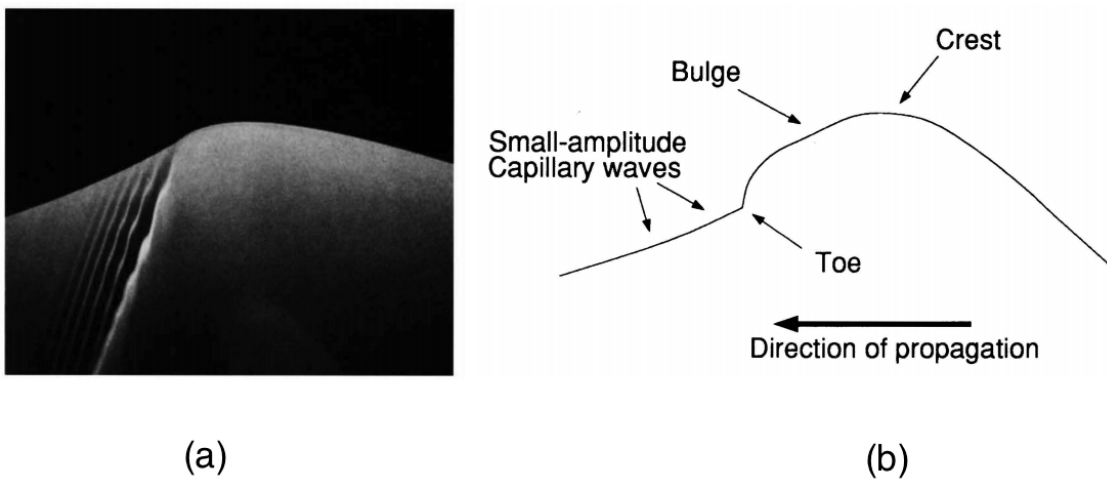 Crest
Bulge
Small-amplitude
Capillary waves
Toe
Direction of propagation
(a)
(b)